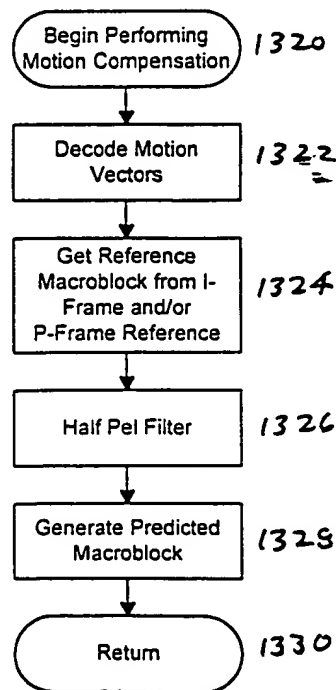 Begin Performing
Motion Compensation
1320
Decode Motion
Vectors
1322
Get Reference
Macroblock from I-
Frame and/or
P-Frame Reference
1324
Half Pel Filter
1326
Generate Predicted
Macroblock
1328
Return
1330